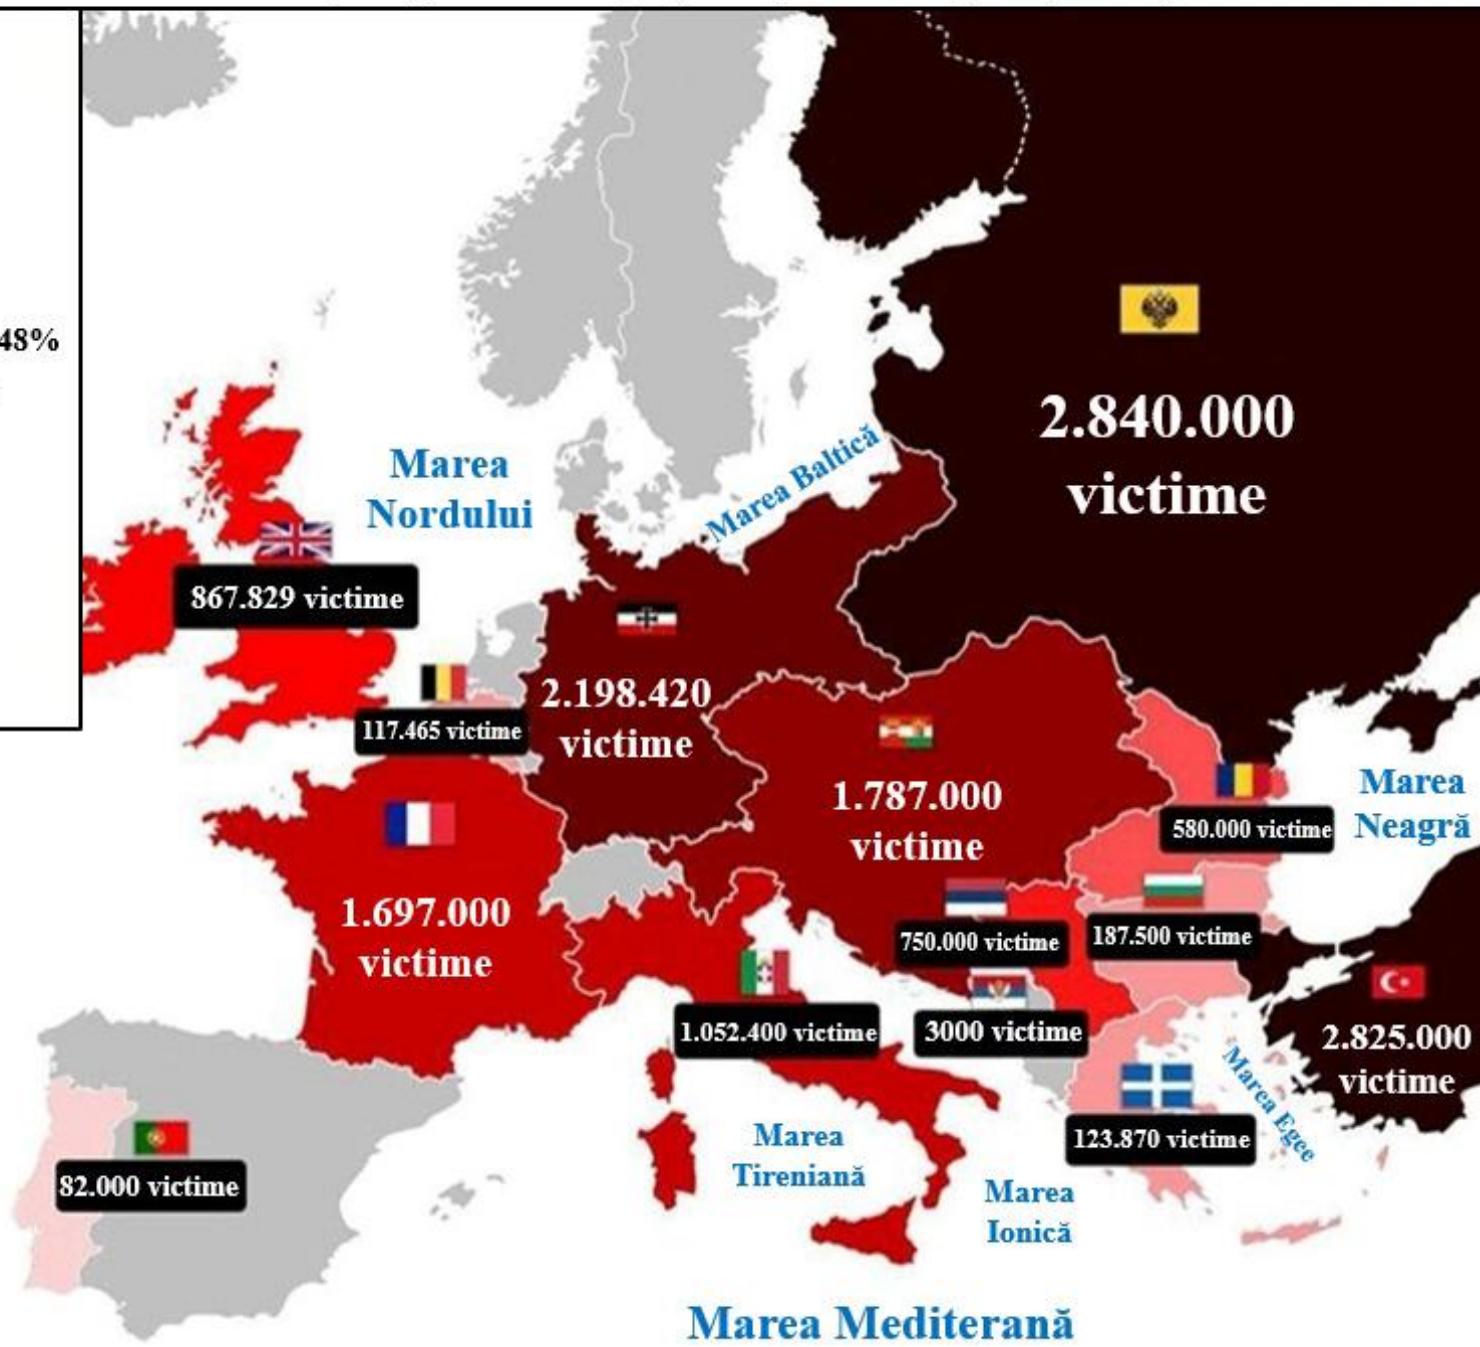 48%
2.840.000
victime
Marea
Nordului
Marea Baltică
867.829 victime
2.198.420
victime
117.465 victime
1.787.000
victime
Marea
Neagră
580.000 victime
1.697.000
victime
750.000 victime
187.500 victime
1.052.400 victime
3000 victime
2.825.000
victime
Marea Egee
123.870 victime
Marea
Tireniană
82.000 victime
Marea
Ionică
Marea Mediterană